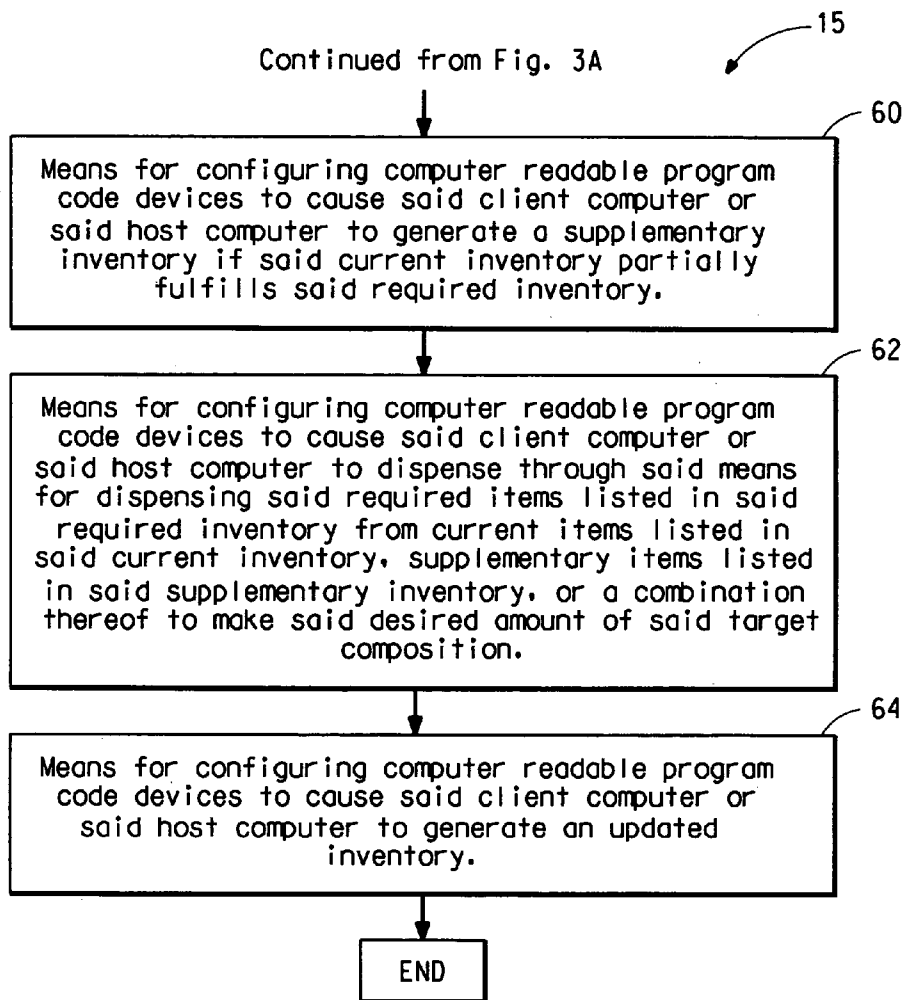 15
Continued from Fig. 3A
60
Means for configuring computer readable program
code devices to cause said client computer or
said host computer to generate a supplementary
inventory if said current inventory partially
fulfills said required inventory.
62
Means for configuring computer readable program
code devices to cause said client computer or
said host computer to dispense through said means
for dispensing said required items listed in said
required inventory from current items listed in
said current inventory, supplementary items listed
in said supplementary inventory, or a combination
thereof to make said desired amount of said target
composition.
64
Means for configuring computer readable program
code devices to cause said client computer or
said host computer to generate an updated
inventory.
END